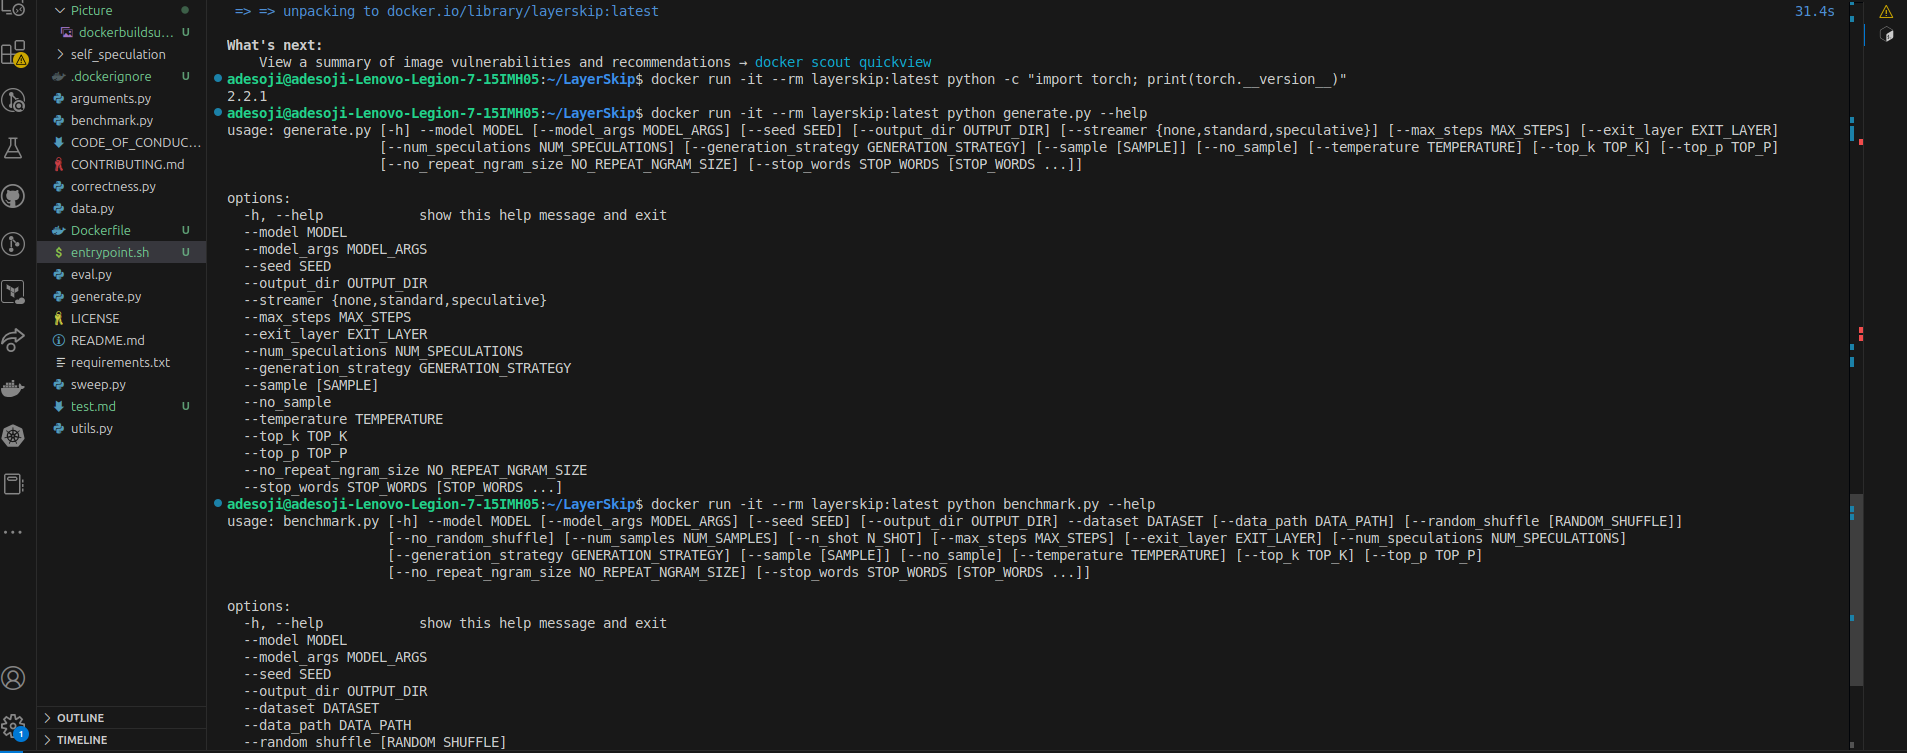 Picture
dockerbuildsu... U
self_speculation
.dockerignore U
arguments.py
benchmark.py
CODE_OF_CONDUC...
CONTRIBUTING.md
correctness.py
data.py
Dockerfile U
$ entrypoint.sh U
eval.py
generate.py
LICENSE
README.md
requirements.txt
sweep.py
test.md U
utils.py
OUTLINE
TIMELINE
1
=> => unpacking to docker.io/library/layerskip:latest 31.4s
What's next:
View a summary of image vulnerabilities and recommendations → docker scout quickview
adesoji@adesoji-Lenovo-Legion-7-15IMH05:~/LayerSkip$ docker run -it --rm layerskip:latest python -c "import torch; print(torch.__version__)"
2.2.1
adesoji@adesoji-Lenovo-Legion-7-15IMH05:~/LayerSkip$ docker run -it --rm layerskip:latest python generate.py --help
usage: generate.py [-h] --model MODEL [--model_args MODEL_ARGS] [--seed SEED] [--output_dir OUTPUT_DIR] [--streamer {none,standard,speculative}] [--max_steps MAX_STEPS] [--exit_layer EXIT_LAYER]
[--num_speculations NUM_SPECULATIONS] [--generation_strategy GENERATION_STRATEGY] [--sample [SAMPLE]] [--no_sample] [--temperature TEMPERATURE] [--top_k TOP_K] [--top_p TOP_P]
[--no_repeat_ngram_size NO_REPEAT_NGRAM_SIZE] [--stop_words STOP_WORDS [STOP_WORDS ...]]
options:
-h, --help show this help message and exit
--model MODEL
--model_args MODEL_ARGS
--seed SEED
--output_dir OUTPUT_DIR
--streamer {none,standard,speculative}
--max_steps MAX_STEPS
--exit_layer EXIT_LAYER
--num_speculations NUM_SPECULATIONS
--generation_strategy GENERATION_STRATEGY
--sample [SAMPLE]
--no_sample
--temperature TEMPERATURE
--top_k TOP_K
--top_p TOP_P
--no_repeat_ngram_size NO_REPEAT_NGRAM_SIZE
--stop_words STOP_WORDS [STOP_WORDS ...]
adesoji@adesoji-Lenovo-Legion-7-15IMH05:~/LayerSkip$ docker run -it --rm layerskip:latest python benchmark.py --help
usage: benchmark.py [-h] --model MODEL [--model_args MODEL_ARGS] [--seed SEED] [--output_dir OUTPUT_DIR] --dataset DATASET [--data_path DATA_PATH] [--random_shuffle [RANDOM_SHUFFLE]]
[--no_random_shuffle] [--num_samples NUM_SAMPLES] [--n_shot N_SHOT] [--max_steps MAX_STEPS] [--exit_layer EXIT_LAYER] [--num_speculations NUM_SPECULATIONS]
[--generation_strategy GENERATION_STRATEGY] [--sample [SAMPLE]] [--no_sample] [--temperature TEMPERATURE] [--top_k TOP_K] [--top_p TOP_P]
[--no_repeat_ngram_size NO_REPEAT_NGRAM_SIZE] [--stop_words STOP_WORDS [STOP_WORDS ...]]
options:
-h, --help show this help message and exit
--model MODEL
--model_args MODEL_ARGS
--seed SEED
--output_dir OUTPUT_DIR
--dataset DATASET
--data_path DATA_PATH
--random_shuffle [RANDOM_SHUFFLE]